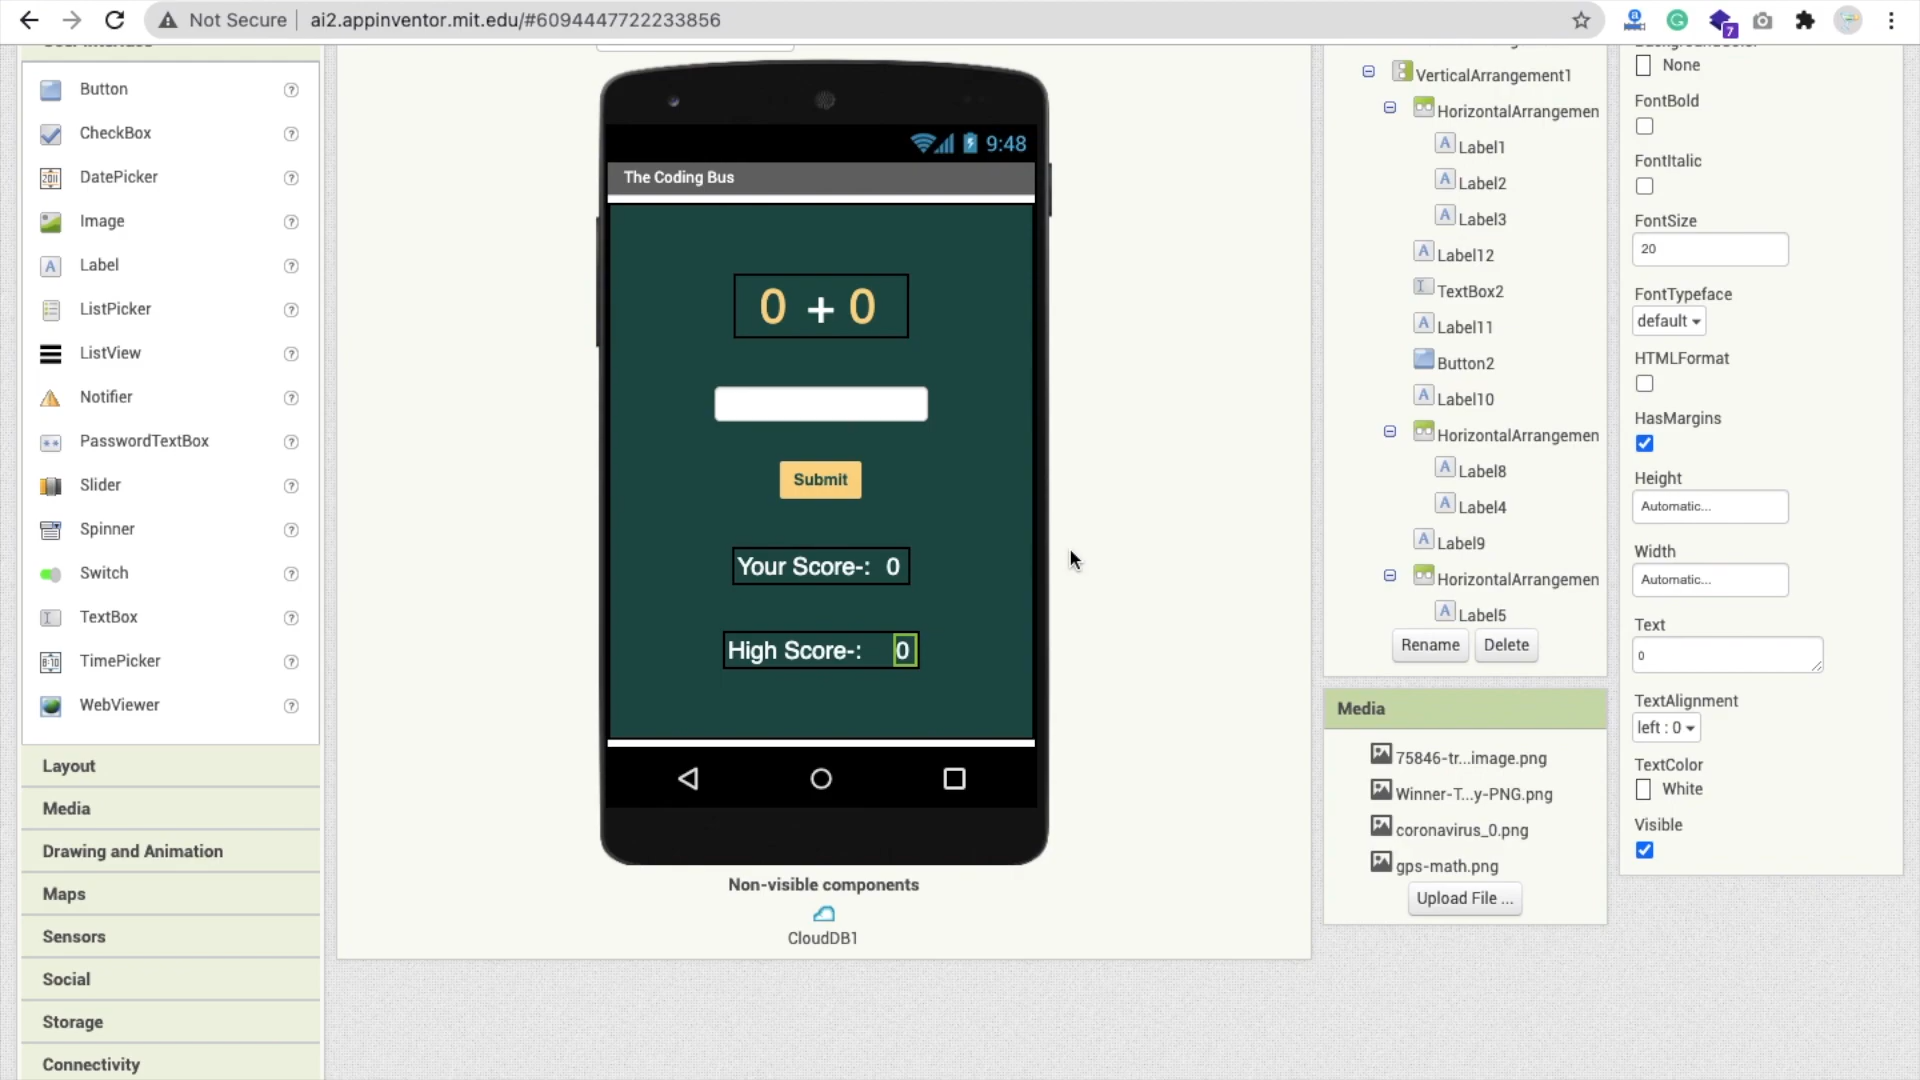 Not Secure
ai2.appinventor.mit.edu/#6094447722233856
7
User Interface
Button
CheckBox
DatePicker
Image
Label
ListPicker
ListView
Notifier
PasswordTextBox
Slider
Spinner
Switch
TextBox
TimePicker
WebViewer
Layout
Media
Drawing and Animation
Maps
Sensors
Social
Storage
Connectivity
9:48
The Coding Bus
0 + 0
Submit
Your Score-: 0
High Score-: 0
Non-visible components
CloudDB1
VerticalArrangement1
HorizontalArrangemen
Label1
Label2
Label3
Label12
TextBox2
Label11
Button2
Label10
HorizontalArrangemen
Label8
Label4
Label9
HorizontalArrangemen
Label5
Rename
Delete
Media
75846-tr...image.png
Winner-T...y-PNG.png
coronavirus_0.png
gps-math.png
Upload File ...
BackgroundColor
None
FontBold
FontItalic
FontSize
20
FontTypeface
default
HTMLFormat
HasMargins
Height
Automatic...
Width
Automatic...
Text
0
TextAlignment
left : 0
TextColor
White
Visible